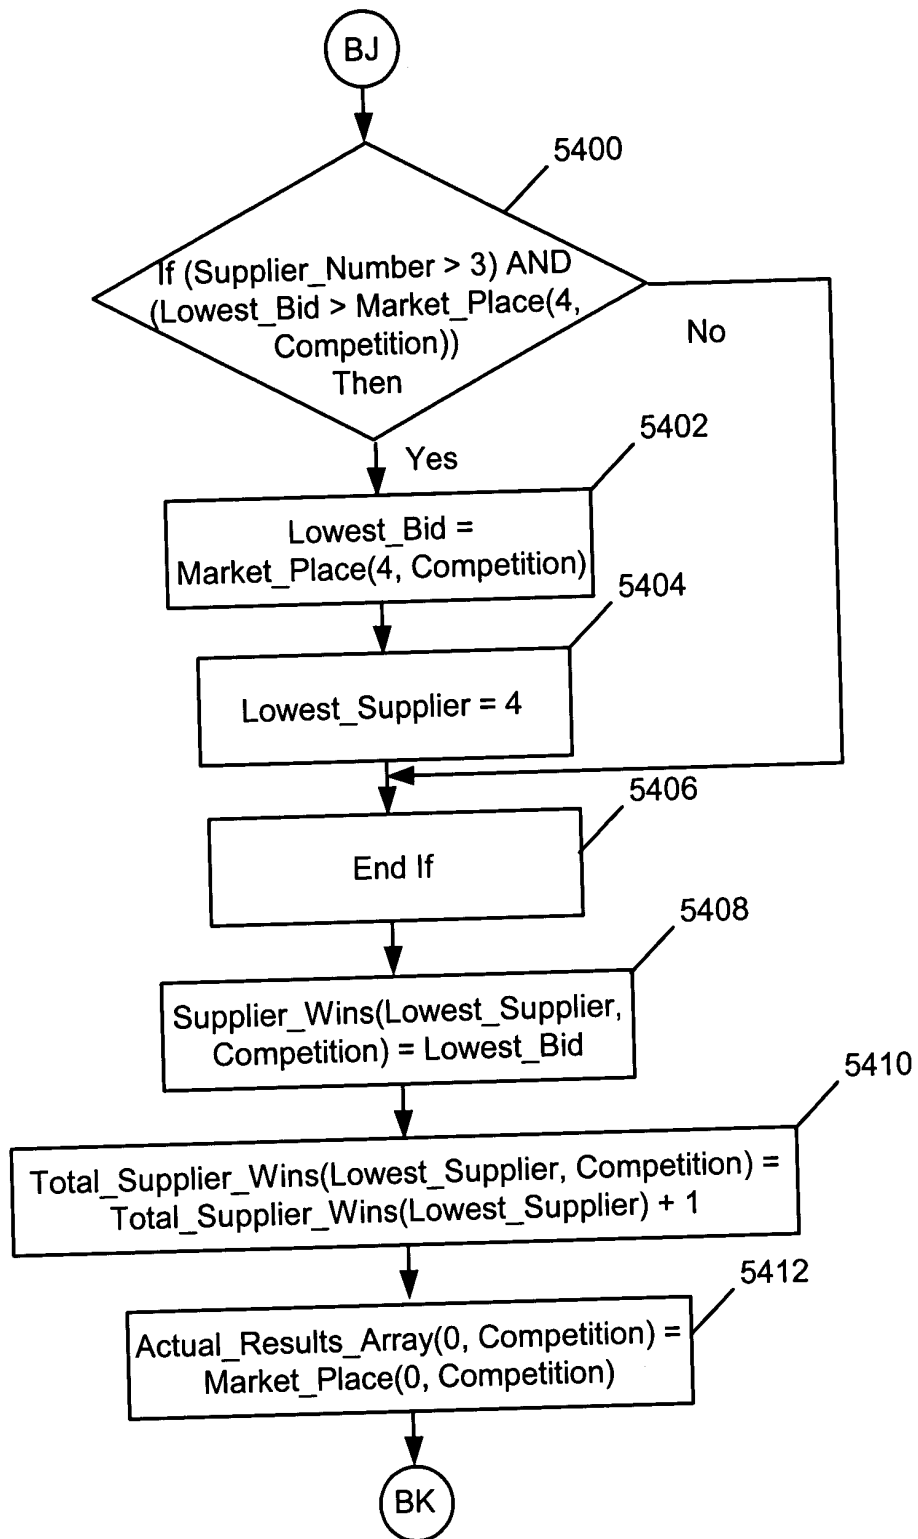 BJ
5400
If (Supplier_Number > 3) AND
(Lowest_Bid > Market_Place(4,
Competition))
Then
No
Yes
5402
Lowest_Bid =
Market_Place(4, Competition)
5404
Lowest_Supplier = 4
5406
End If
5408
Supplier_Wins(Lowest_Supplier,
Competition) = Lowest_Bid
5410
Total_Supplier_Wins(Lowest_Supplier, Competition) =
Total_Supplier_Wins(Lowest_Supplier) + 1
5412
Actual_Results_Array(0, Competition) =
Market_Place(0, Competition)
BK